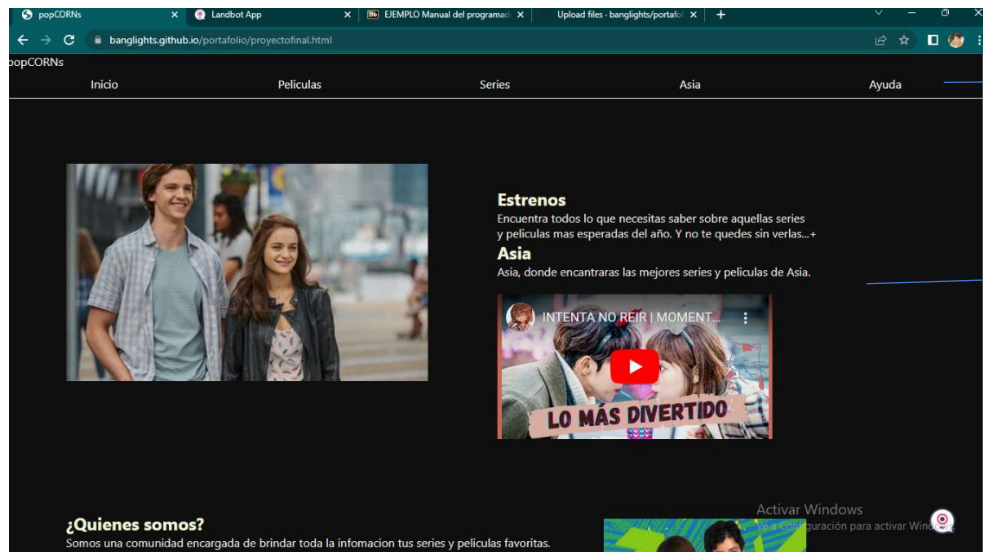 popCORNs
Landbot App
EJEMPLO Manual del programad
Upload files · banglights/portafol
banglights.github.io/portafolio/proyectofinal.html
popCORNs
Inicio Peliculas Series Asia Ayuda
Estrenos
Encuentra todos lo que necesitas saber sobre aquellas series
y peliculas mas esperadas del año. Y no te quedes sin verlas...+
Asia
Asia, donde encantraras las mejores series y peliculas de Asia.
INTENTA NO REIR | MOMENT...
LO MÁS DIVERTIDO
Activar Windows
¿Quienes somos?
Somos una comunidad encargada de brindar toda la infomacion tus series y peliculas favoritas.
Ve a Configuración para activar Win